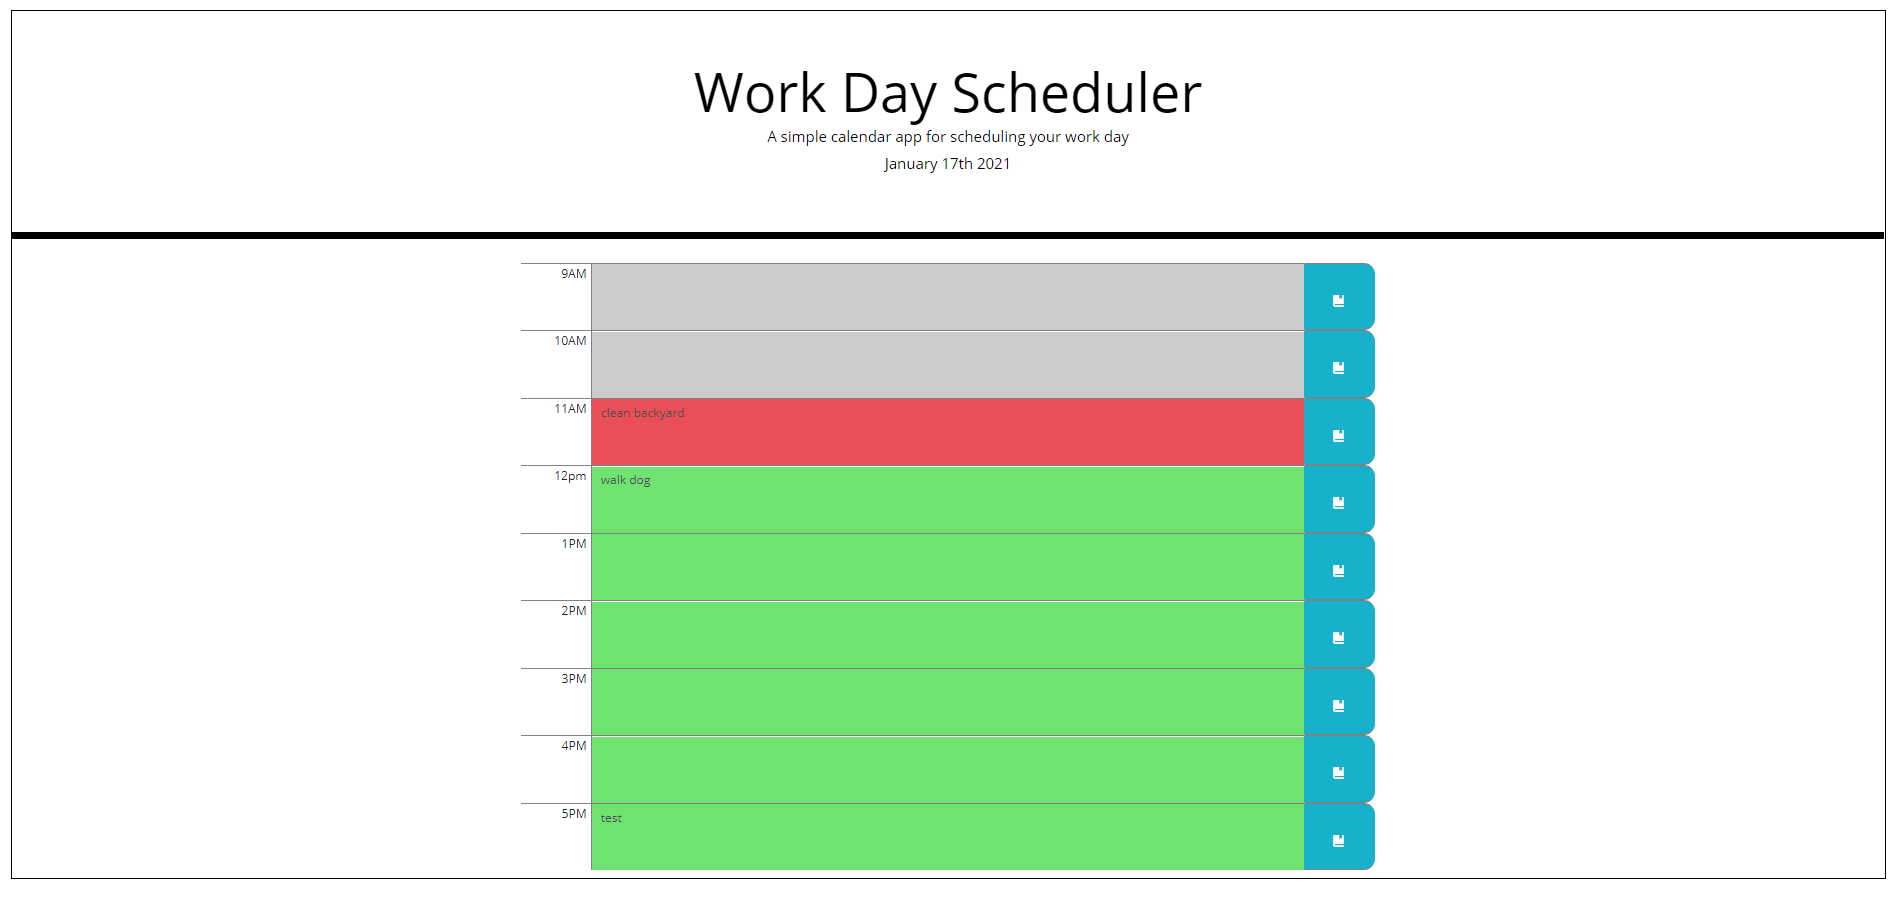 Work Day Scheduler
A simple calendar app for scheduling your work day
January 17th 2021
9AM
10AM
11AM clean backyard
12pm walk dog
1PM
2PM
3PM
4PM
5PM test